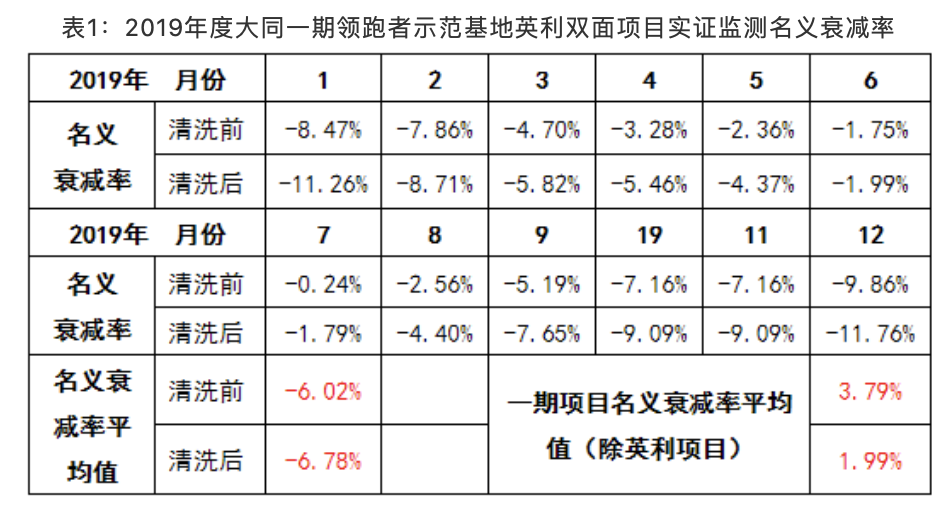 表1：2019年度大同一期领跑者示范基地英利双面项目实证监测名义衰减率
2019年 月份 1 2 3 4 5 6
名义衰减率 清洗前 -8.47% -7.86% -4.70% -3.28% -2.36% -1.75%
清洗后 -11.26% -8.71% -5.82% -5.46% -4.37% -1.99%
2019年 月份 7 8 9 19 11 12
名义衰减率 清洗前 -0.24% -2.56% -5.19% -7.16% -7.16% -9.86%
清洗后 -1.79% -4.40% -7.65% -9.09% -9.09% -11.76%
名义衰减率平均值 清洗前 -6.02% 一期项目名义衰减率平均值（除英利项目） 3.79%
清洗后 -6.78% 1.99%